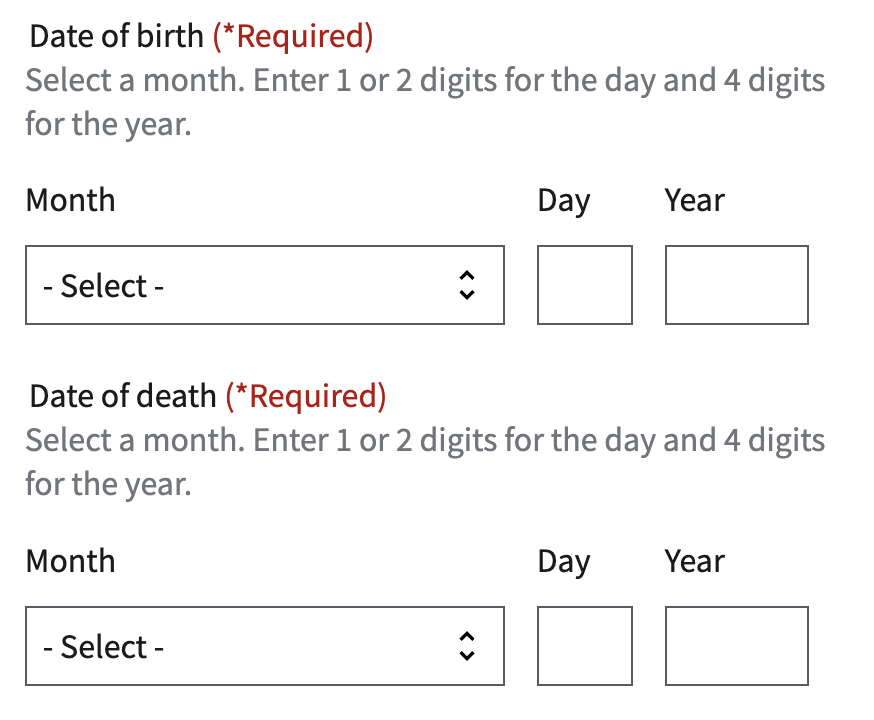 Date of birth (*Required)
Select a month. Enter 1 or 2 digits for the day and 4 digits
for the year.
Month Day Year
- Select -
Date of death (*Required)
Select a month. Enter 1 or 2 digits for the day and 4 digits
for the year.
Month Day Year
- Select -